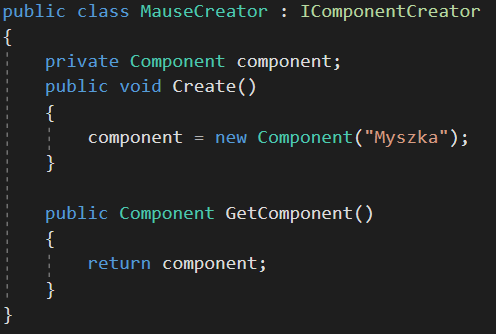 public class MauseCreator : IComponentCreator
{
private Component component;
public void Create()
{
component = new Component("Myszka");
}
public Component GetComponent()
{
return component;
}
}